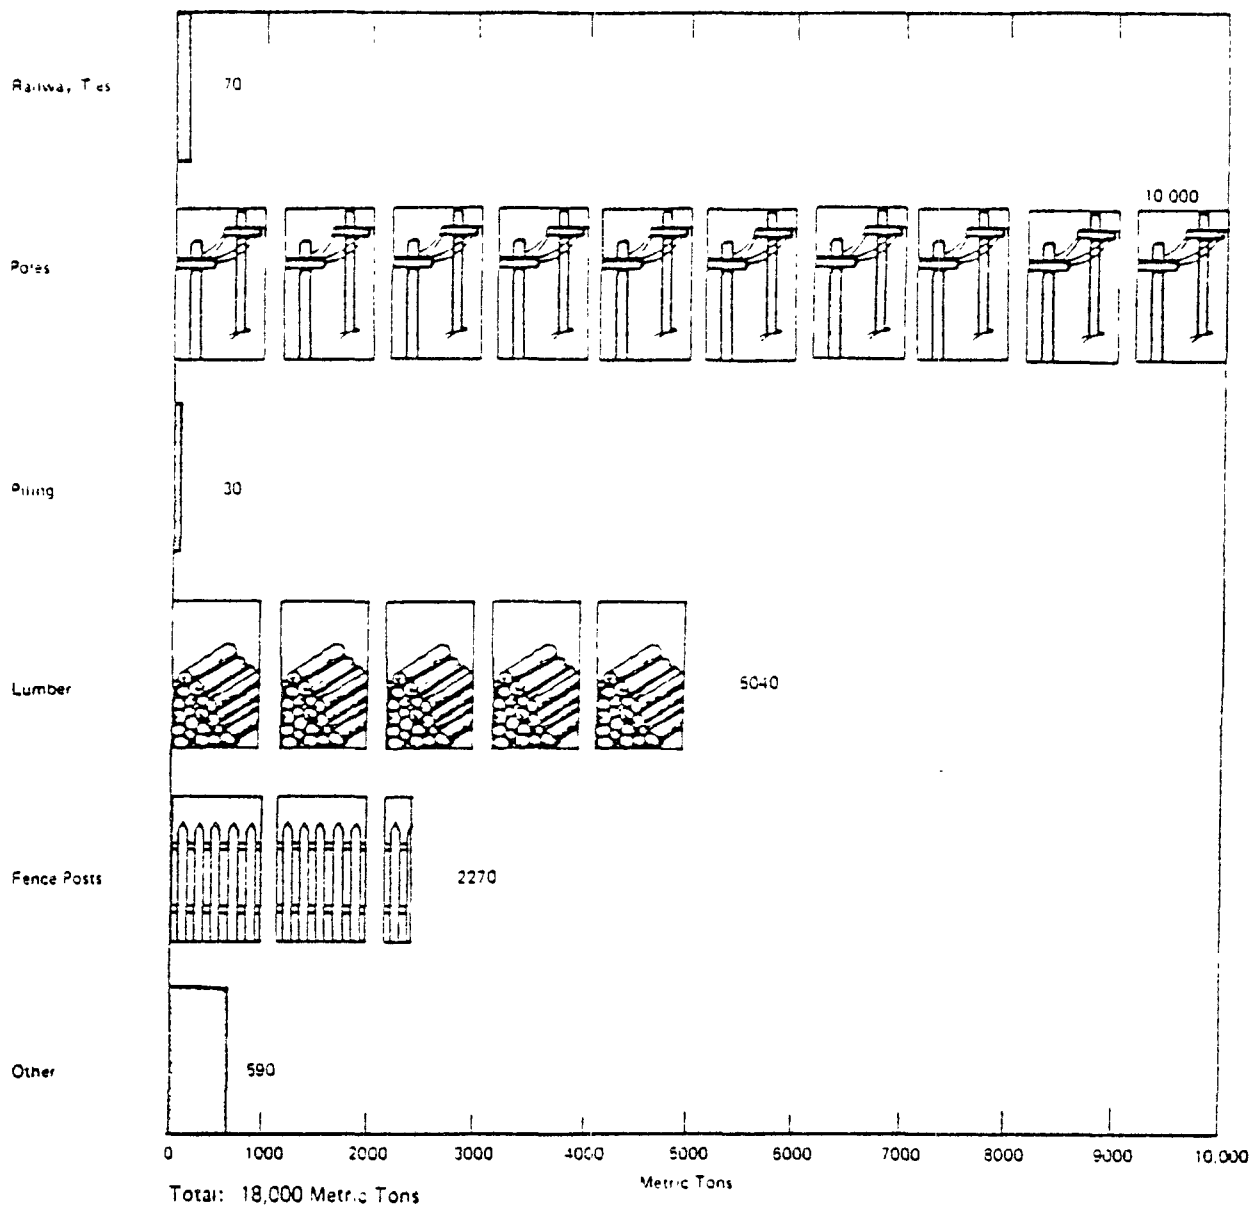 Railway Ties
70
10 000
Poles
Piling
30
Lumber
5040
Fence Posts
2270
Other
590
0 1000 2000 3000 4000 5000 6000 7000 8000 9000 10,000
Metric Tons
Total: 18,000 Metric Tons